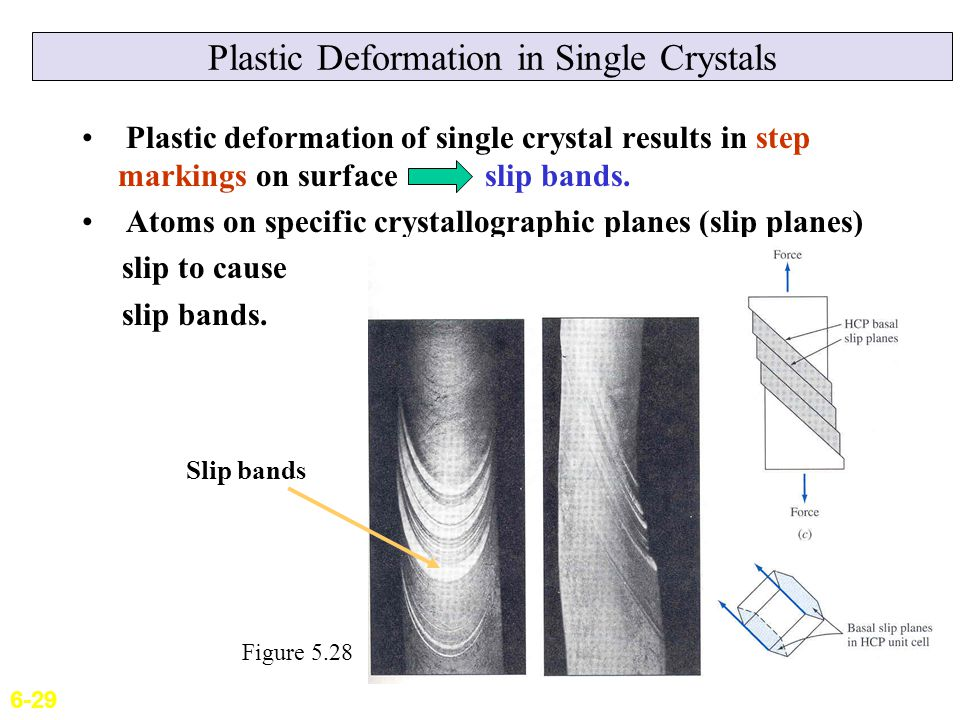 Plastic Deformation in Single Crystals
• Plastic deformation of single crystal results in step
markings on surface slip bands.
• Atoms on specific crystallographic planes (slip planes)
slip to cause
slip bands.
Force
HCP basal
slip planes
Slip bands
Force
(c)
Basal slip planes
in HCP unit cell
Figure 5.28
6-29